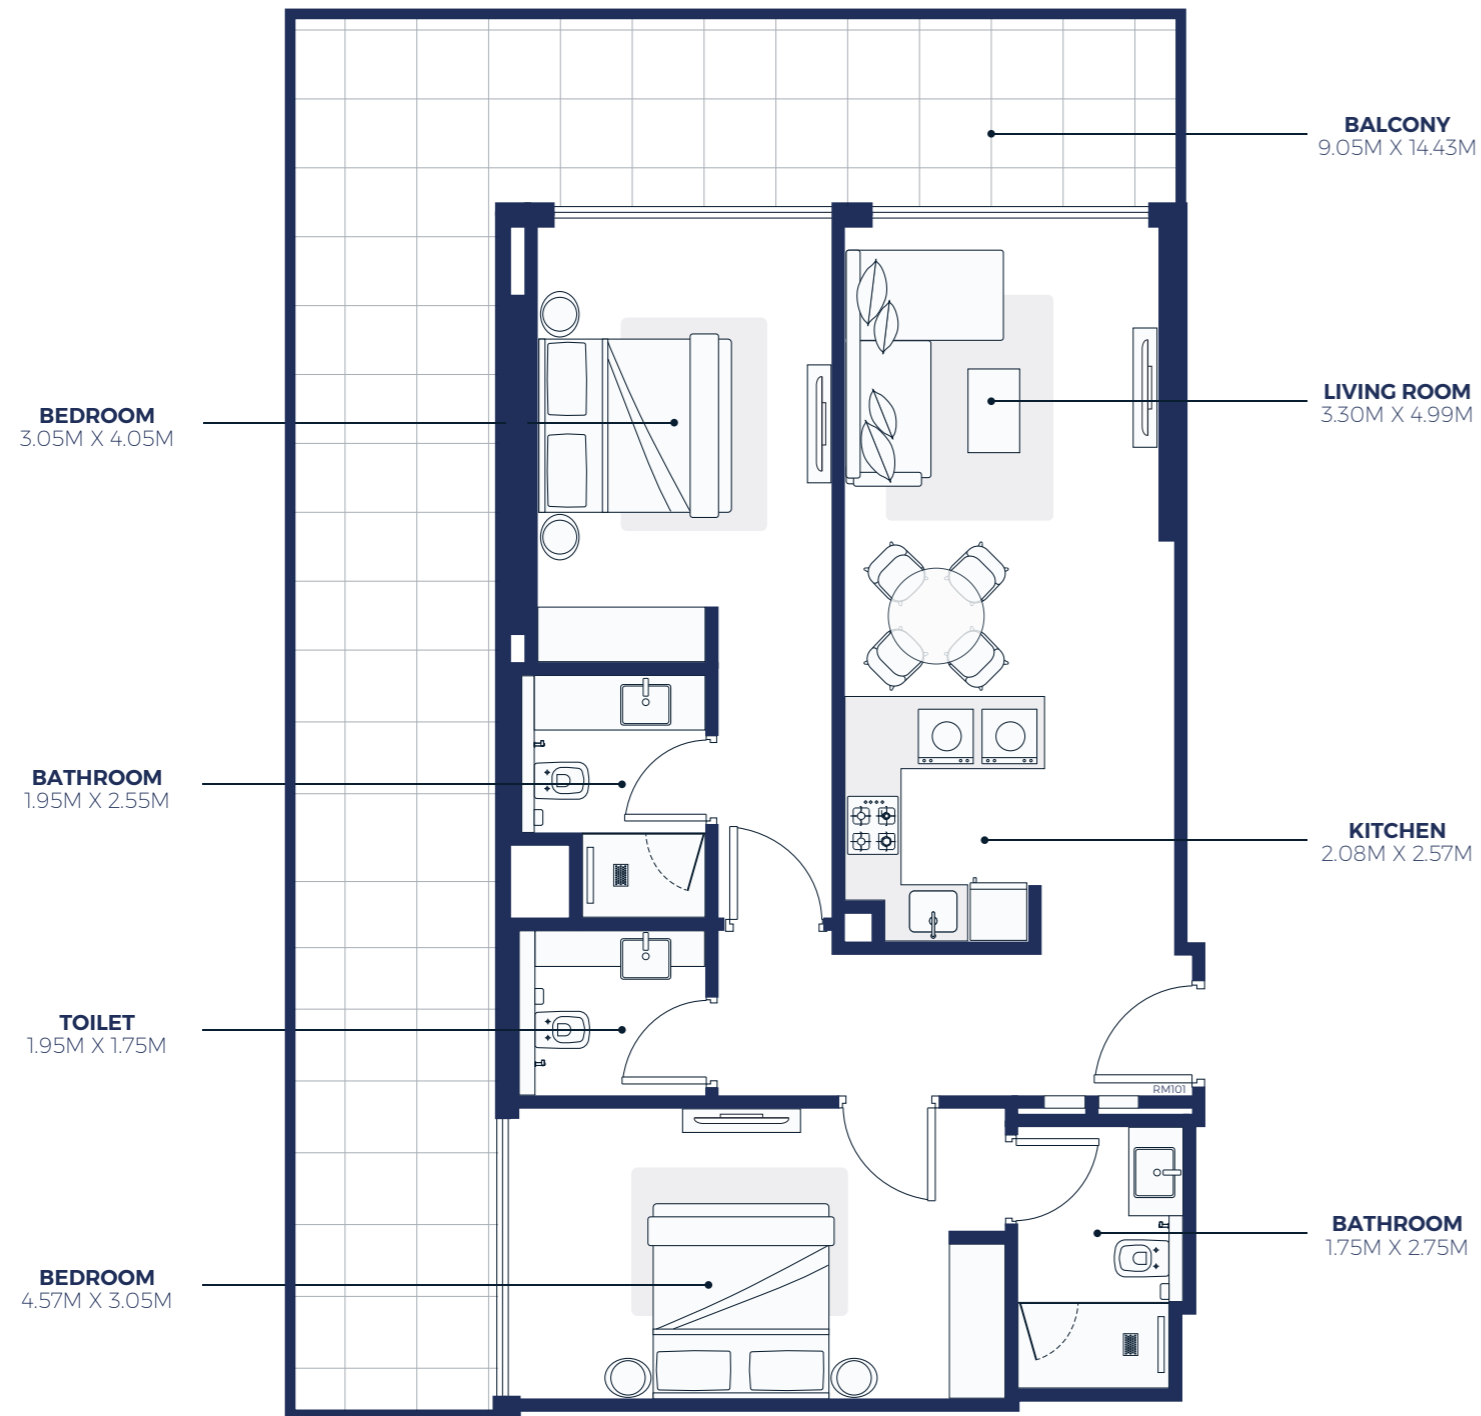 BALCONY
9.05M X 14.43M
BEDROOM
3.05M X 4.05M
LIVING ROOM
3.30M X 4.99M
BATHROOM
1.95M X 2.55M
KITCHEN
2.08M X 2.57M
TOILET
1.95M X 1.75M
RM101
BATHROOM
1.75M X 2.75M
BEDROOM
4.57M X 3.05M